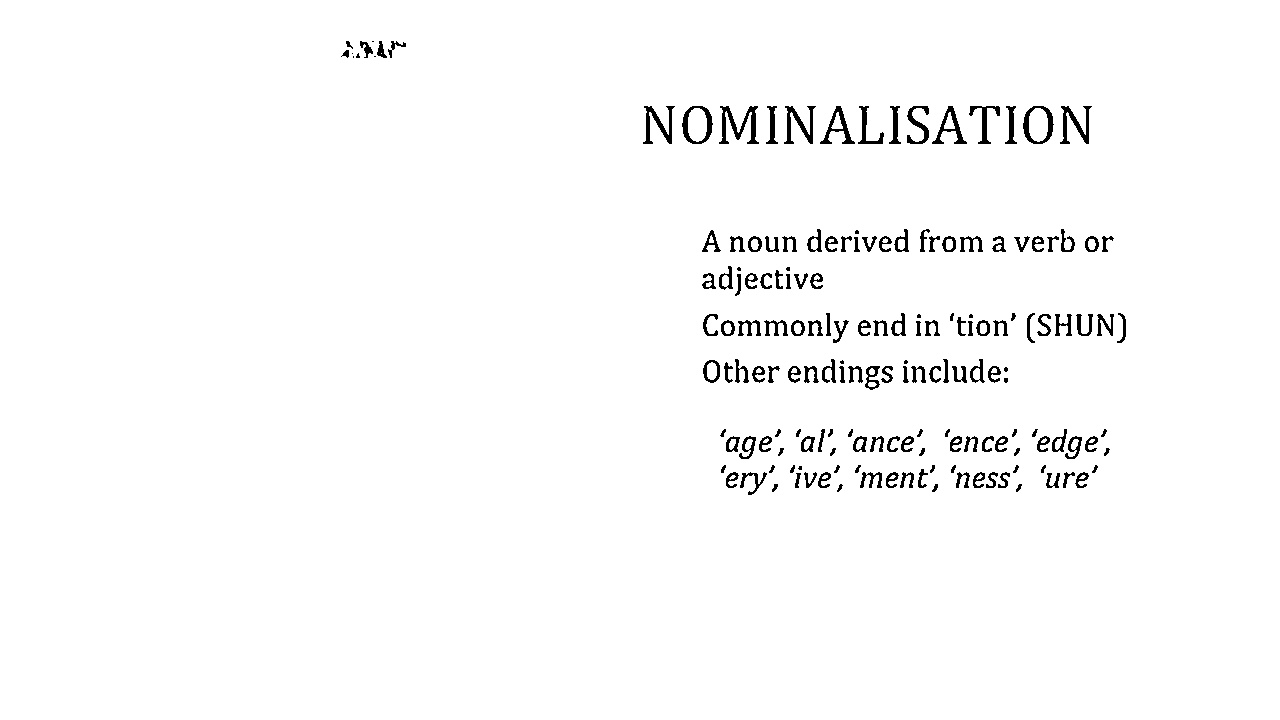 NOMINALISATION
A noun derived from a verb or
adjective
Commonly end in ‘tion’ (SHUN)
Other endings include:
‘age’, ‘al’, ‘ance’,  ‘ence’, ‘edge’,
‘ery’, ‘ive’, ‘ment’, ‘ness’,  ‘ure’